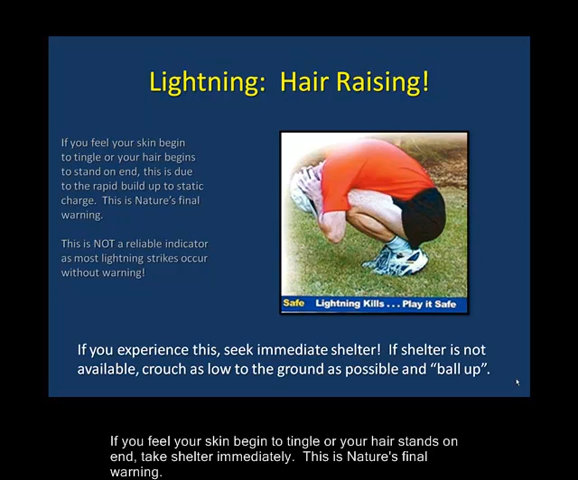 Lightning:  Hair Raising!
If you feel your skin begin
to tingle or your hair begins
to stand on end, this is due
to the rapid build up to static
charge.  This is Nature's final
warning.
This is NOT a reliable indicator
as most lightning strikes occur
without warning!
Safe    Lightning Kills . . . Play it Safe
If you experience this, seek immediate shelter!  If shelter is not
available, crouch as low to the ground as possible and “ball up”.
If you feel your skin begin to tingle or your hair stands on
end, take shelter immediately.  This is Nature's final
warning.